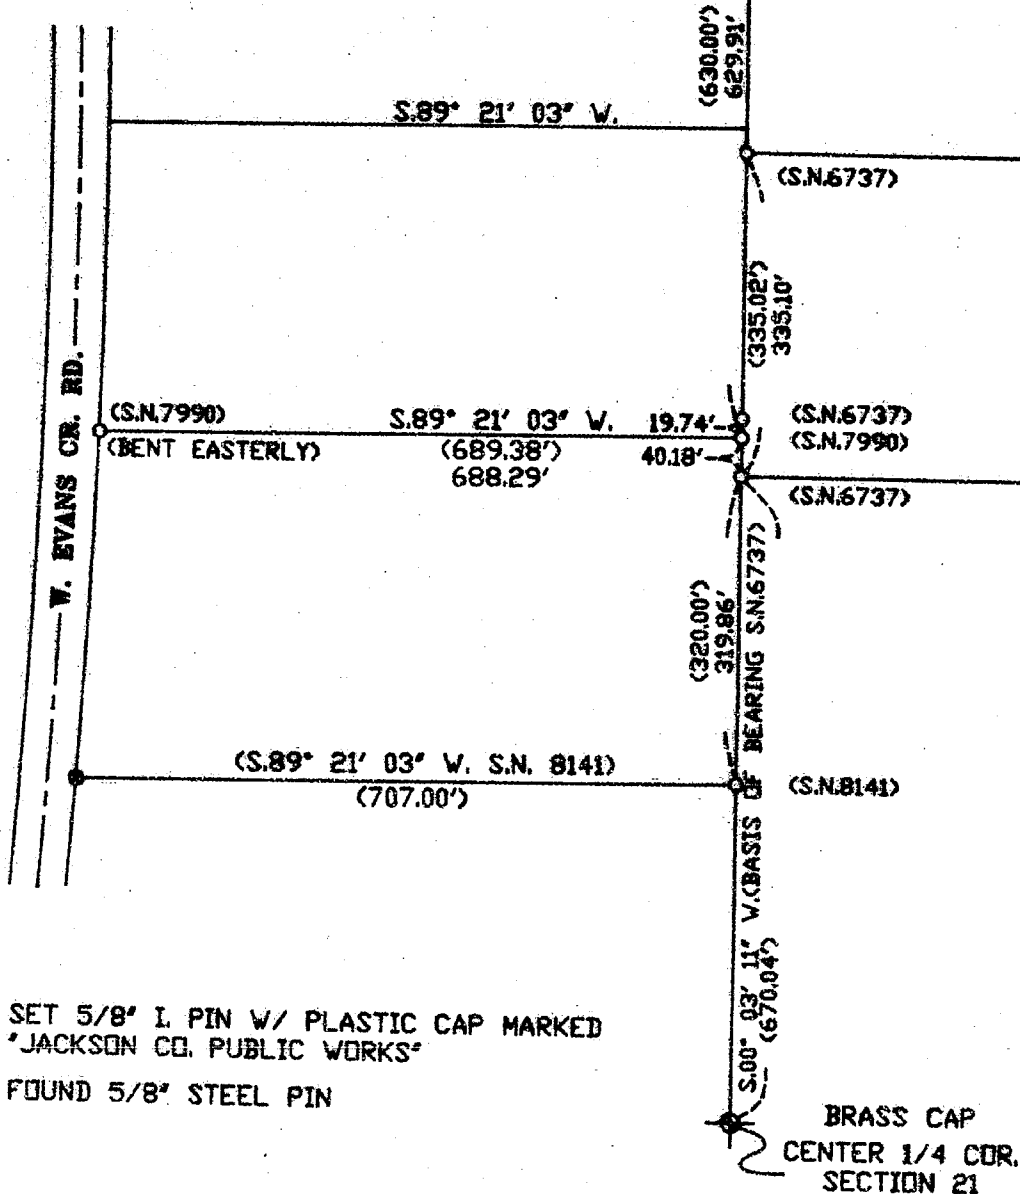 (630.00')
629.91'
S.89° 21' 03" W.
(S.N.6737)
(335.02')
335.10'
W. EVANS CR. RD.
(S.N.7990)
(BENT EASTERLY)
S.89° 21' 03" W.
(689.38')
688.29'
19.74'
40.18'
(S.N.6737)
(S.N.7990)
(S.N.6737)
(320.00')
319.86'
S.00° 03' 11" W.(BASIS OF BEARING S.N.6737)
(670.04')
(S.89° 21' 03" W. S.N. 8141)
(707.00')
(S.N.8141)
SET 5/8" I. PIN W/ PLASTIC CAP MARKED
"JACKSON CO. PUBLIC WORKS"
FOUND 5/8" STEEL PIN
BRASS CAP
CENTER 1/4 COR.
SECTION 21